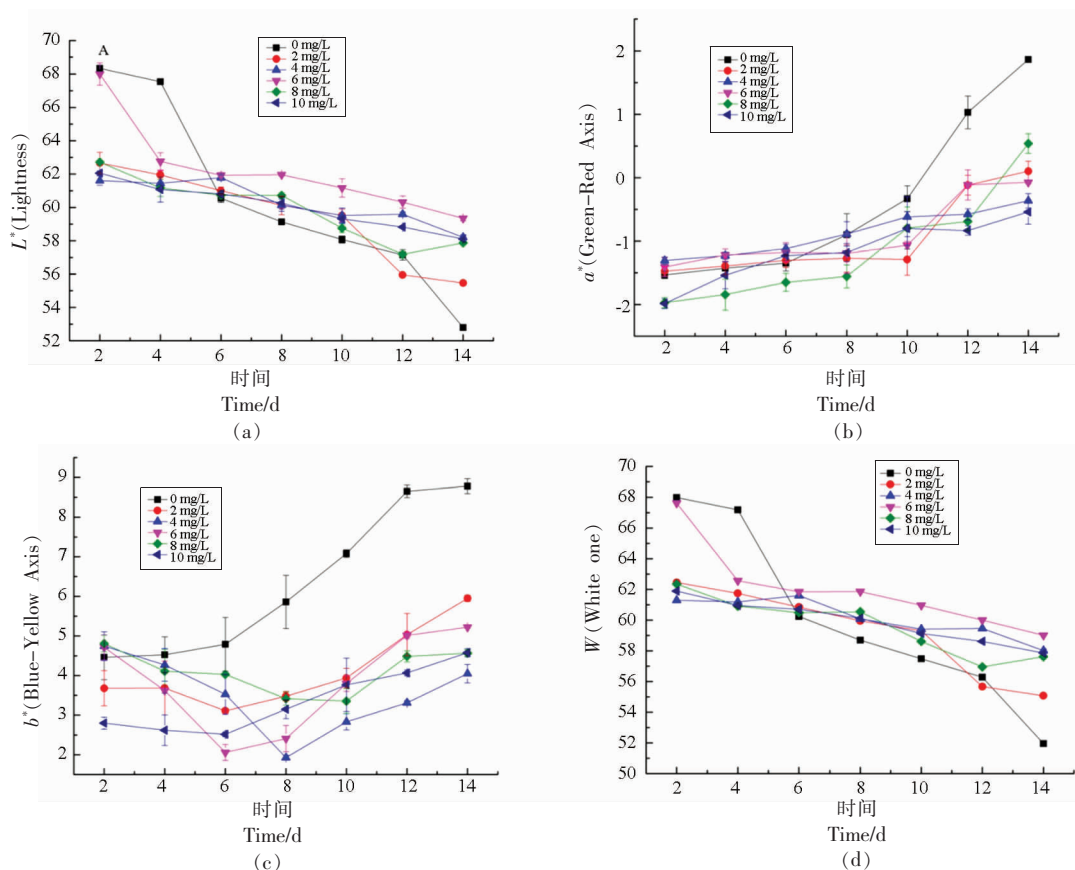 A
0 mg/L
2 mg/L
4 mg/L
6 mg/L
8 mg/L
10 mg/L
L*(Lightness)
70
68
66
64
62
60
58
56
54
52
2 4 6 8 10 12 14
时间
Time/d
(a)
0 mg/L
2 mg/L
4 mg/L
6 mg/L
8 mg/L
10 mg/L
a*(Green-Red Axis)
2
1
0
-1
-2
2 4 6 8 10 12 14
时间
Time/d
(b)
0 mg/L
2 mg/L
4 mg/L
6 mg/L
8 mg/L
10 mg/L
b*(Blue-Yellow Axis)
9
8
7
6
5
4
3
2
2 4 6 8 10 12 14
时间
Time/d
(c)
0 mg/L
2 mg/L
4 mg/L
6 mg/L
8 mg/L
10 mg/L
W(White one)
70
68
66
64
62
60
58
56
54
52
50
2 4 6 8 10 12 14
时间
Time/d
(d)